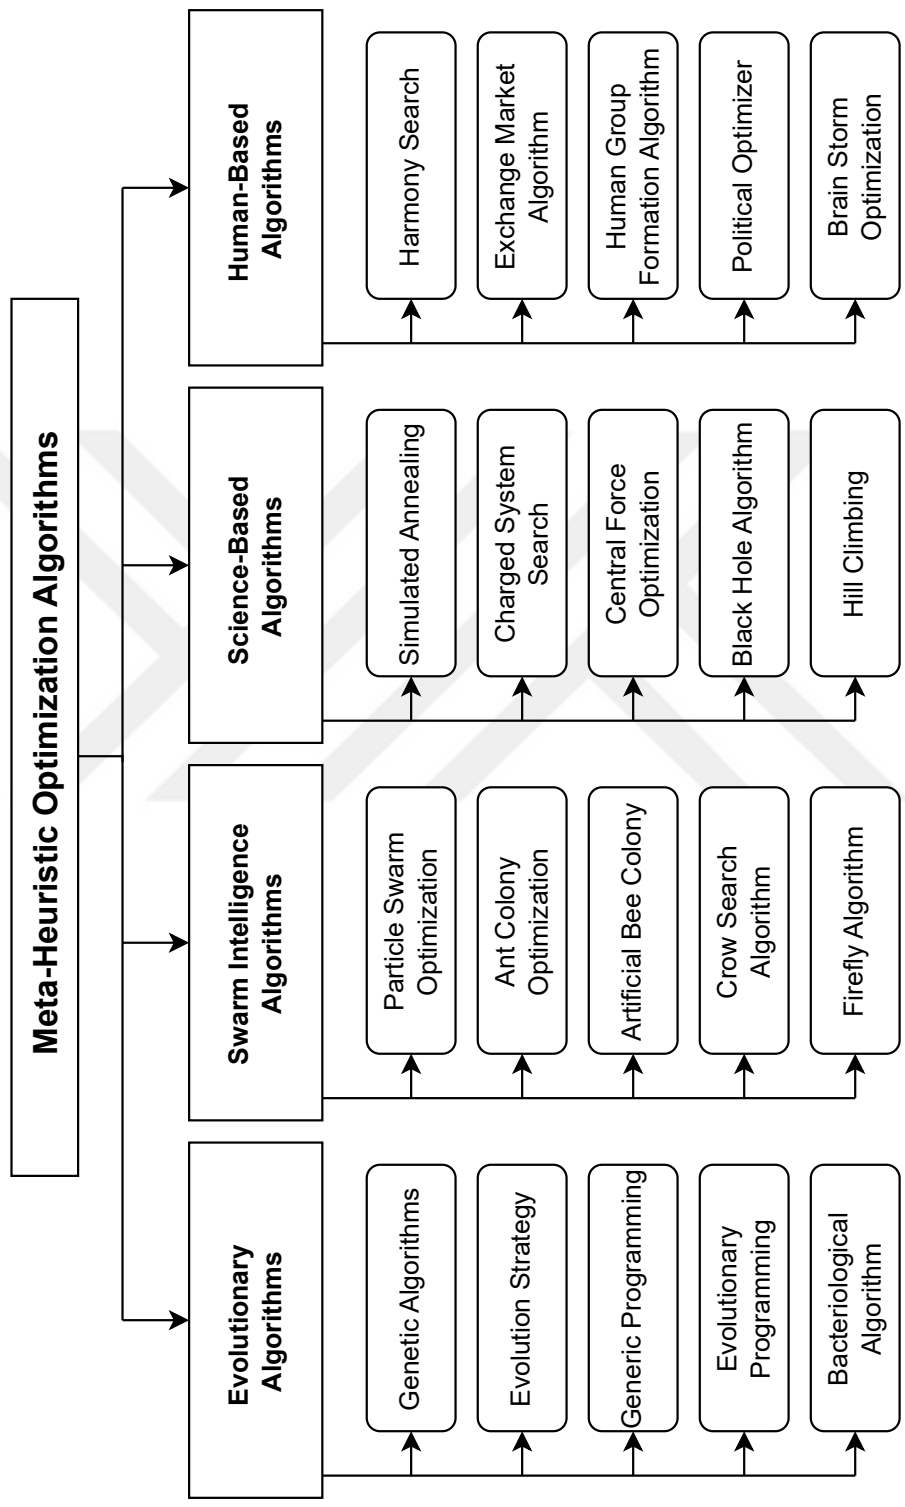 Meta-Heuristic Optimization Algorithms
Evolutionary
Algorithms
Genetic Algorithms
Evolution Strategy
Generic Programming
Evolutionary
Programming
Bacteriological
Algorithm
Swarm Intelligence
Algorithms
Particle Swarm
Optimization
Ant Colony
Optimization
Artificial Bee Colony
Crow Search
Algorithm
Firefly Algorithm
Science-Based
Algorithms
Simulated Annealing
Charged System
Search
Central Force
Optimization
Black Hole Algorithm
Hill Climbing
Human-Based
Algorithms
Harmony Search
Exchange Market
Algorithm
Human Group
Formation Algorithm
Political Optimizer
Brain Storm
Optimization